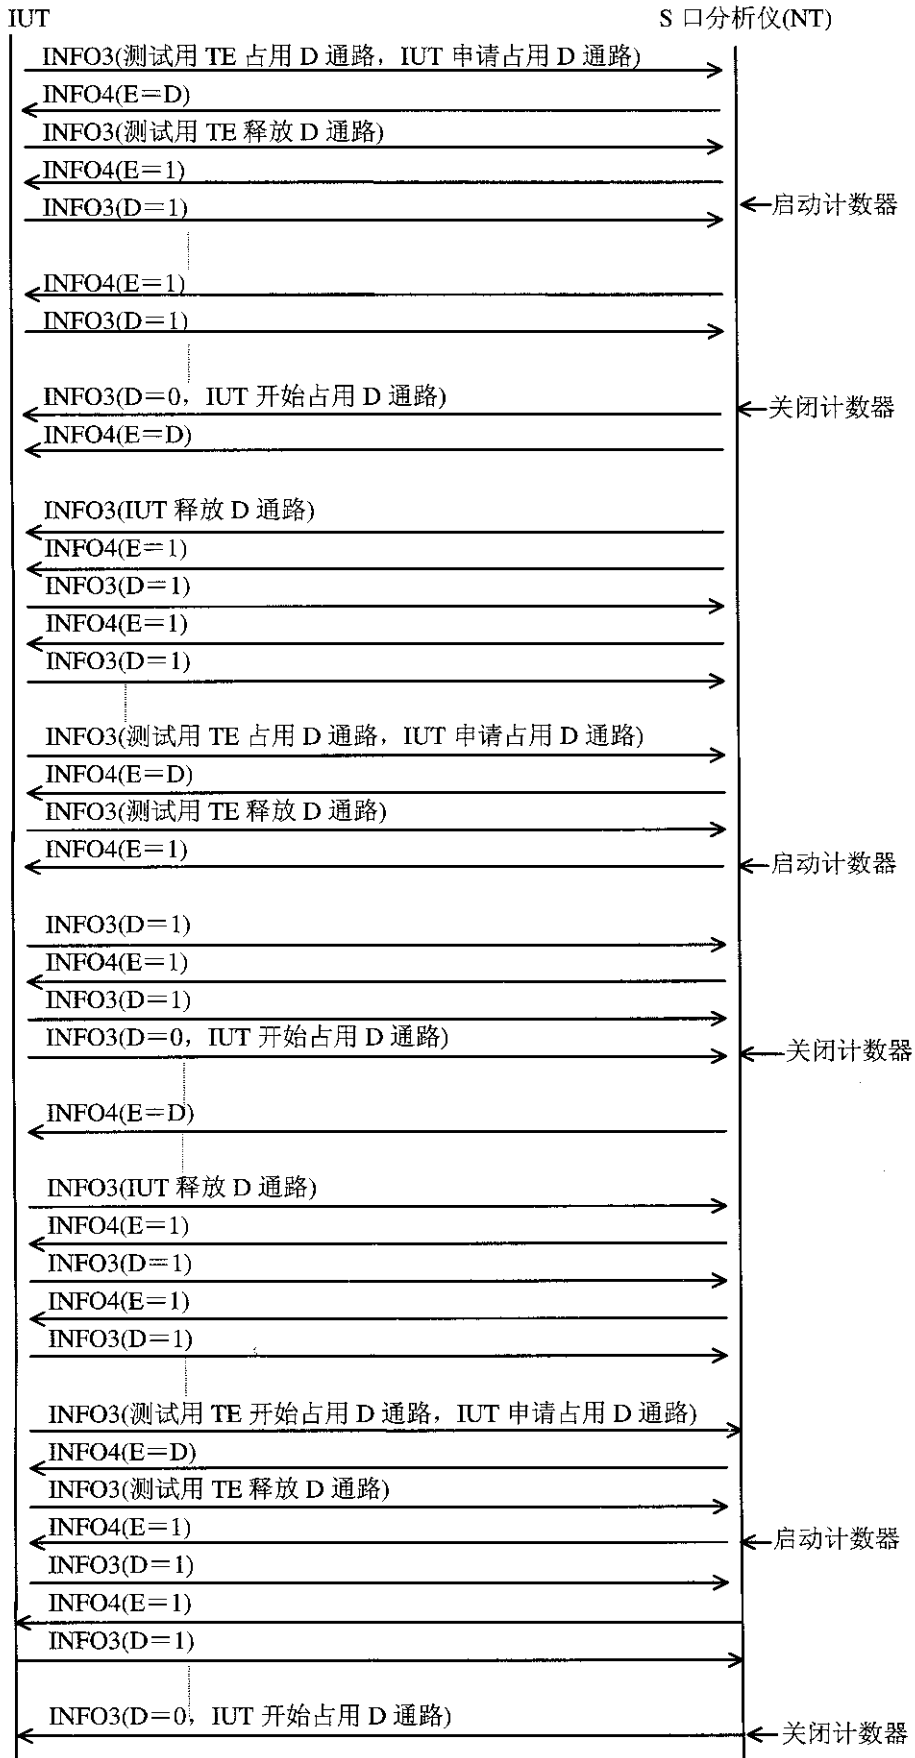 IUT
S 口分析仪(NT)
INFO3(测试用 TE 占用 D 通路，IUT 申请占用 D 通路)
INFO4(E=D)
INFO3(测试用 TE 释放 D 通路)
INFO4(E=1)
INFO3(D=1)
启动计数器
INFO4(E=1)
INFO3(D=1)
INFO3(D=0，IUT 开始占用 D 通路)
关闭计数器
INFO4(E=D)
INFO3(IUT 释放 D 通路)
INFO4(E=1)
INFO3(D=1)
INFO4(E=1)
INFO3(D=1)
INFO3(测试用 TE 占用 D 通路，IUT 申请占用 D 通路)
INFO4(E=D)
INFO3(测试用 TE 释放 D 通路)
INFO4(E=1)
启动计数器
INFO3(D=1)
INFO4(E=1)
INFO3(D=1)
INFO3(D=0，IUT 开始占用 D 通路)
关闭计数器
INFO4(E=D)
INFO3(IUT 释放 D 通路)
INFO4(E=1)
INFO3(D=1)
INFO4(E=1)
INFO3(D=1)
INFO3(测试用 TE 开始占用 D 通路，IUT 申请占用 D 通路)
INFO4(E=D)
INFO3(测试用 TE 释放 D 通路)
INFO4(E=1)
启动计数器
INFO3(D=1)
INFO4(E=1)
INFO3(D=1)
INFO3(D=0，IUT 开始占用 D 通路)
关闭计数器